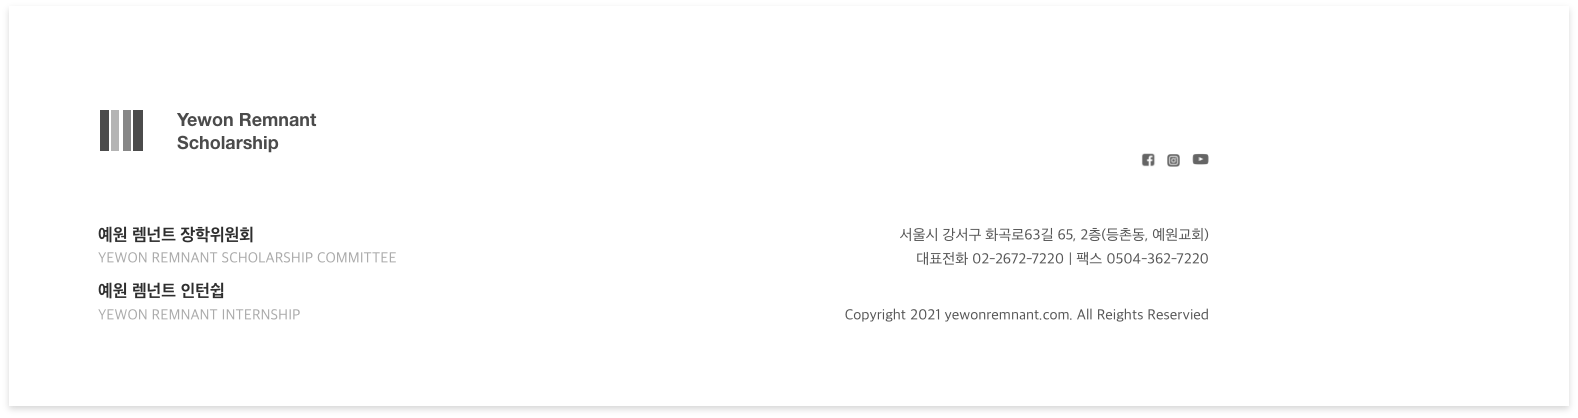 Yewon Remnant
Scholarship
예원 렘넌트 장학위원회
YEWON REMNANT SCHOLARSHIP COMMITTEE
예원 렘넌트 인턴쉽
YEWON REMNANT INTERNSHIP
서울시 강서구 화곡로63길 65, 2층(등촌동, 예원교회)
대표전화 02-2672-7220 | 팩스 0504-362-7220
Copyright 2021 yewonremnant.com. All Reights Reservied